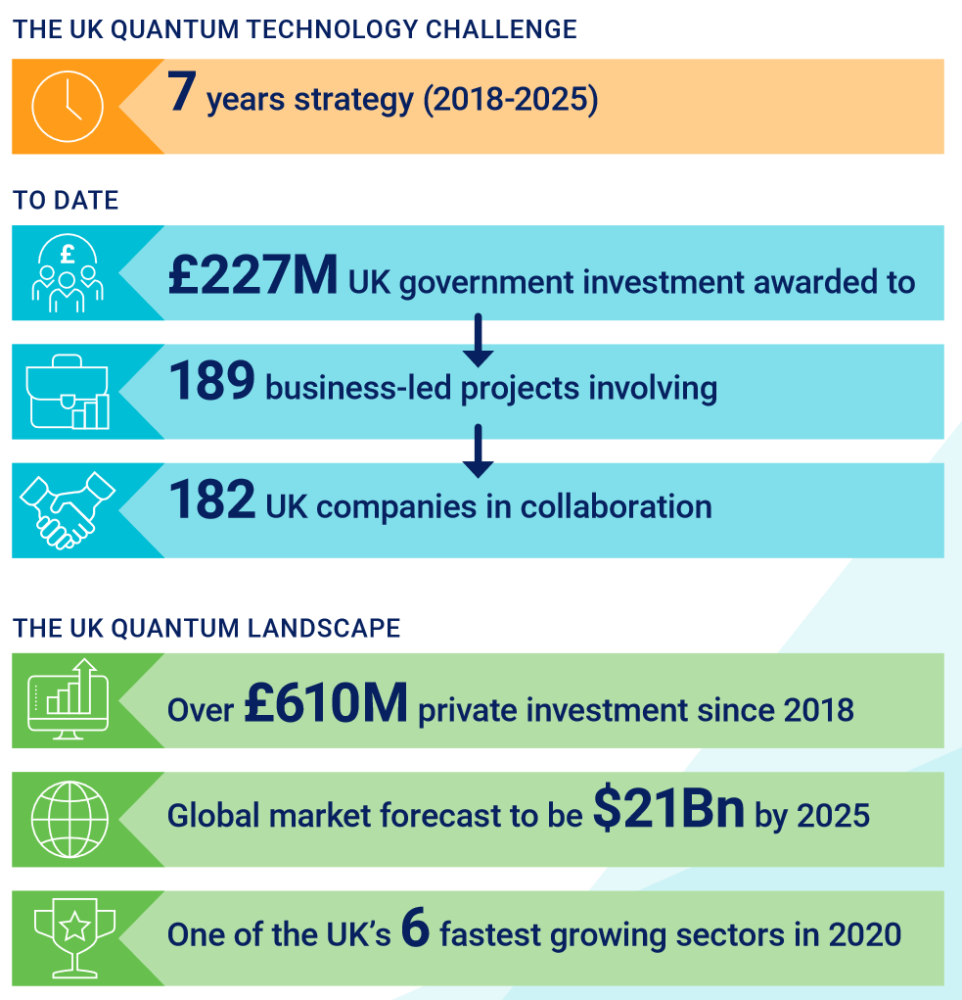 THE UK QUANTUM TECHNOLOGY CHALLENGE
7 years strategy (2018-2025)
TO DATE
£
£227M UK government investment awarded to
189 business-led projects involving
182 UK companies in collaboration
THE UK QUANTUM LANDSCAPE
Over £610M private investment since 2018
Global market forecast to be $21Bn by 2025
One of the UK’s 6 fastest growing sectors in 2020